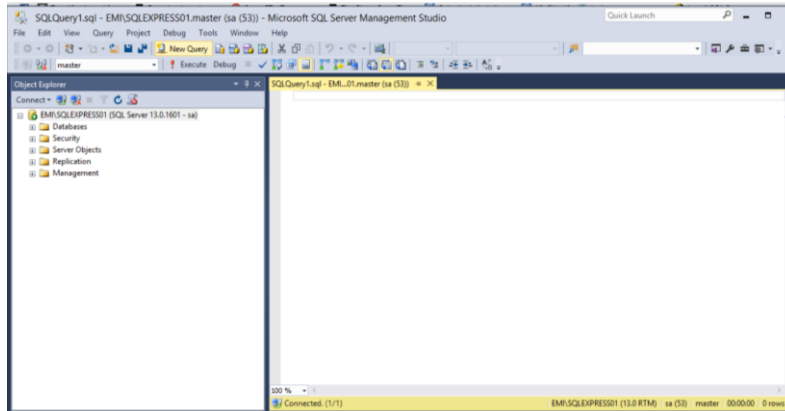 SQLQuery1.sql - EMI\SQLEXPRESS01.master (sa (53)) - Microsoft SQL Server Management Studio
Quick Launch
File Edit View Query Project Debug Tools Window Help
New Query
master
Execute Debug
Object Explorer
SQLQuery1.sql - EMI...01.master (sa (53))
Connect
EMI\SQLEXPRESS01 (SQL Server 13.0.1601 - sa)
Databases
Security
Server Objects
Replication
Management
100 %
Connected. (1/1)
EMI\SQLEXPRESS01 (13.0 RTM) sa (53) master 00:00:00 0 rows